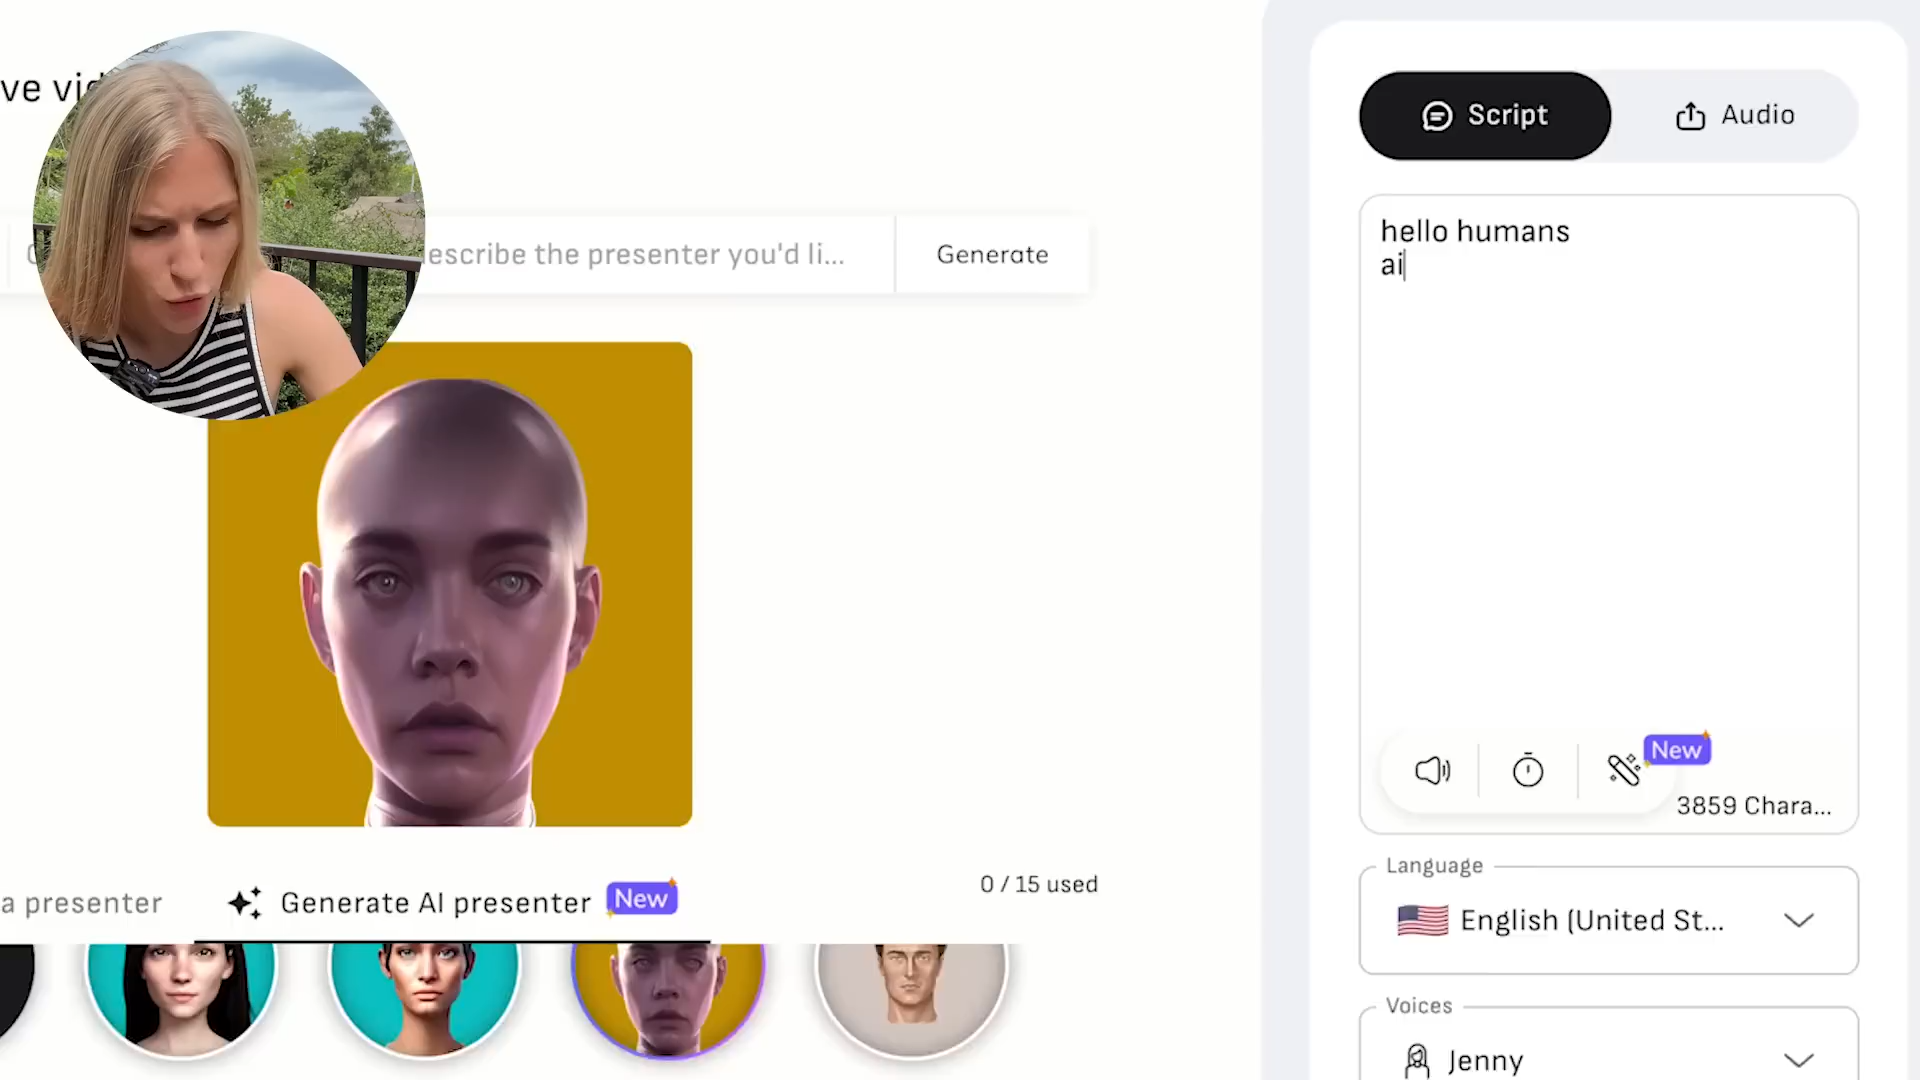 ve vid
Script
Audio
hello humans
ai
escribe the presenter you'd li...
Generate
New
3859 Chara...
a presenter
Generate AI presenter
New
0 / 15 used
Language
English (United St...
Voices
Jenny